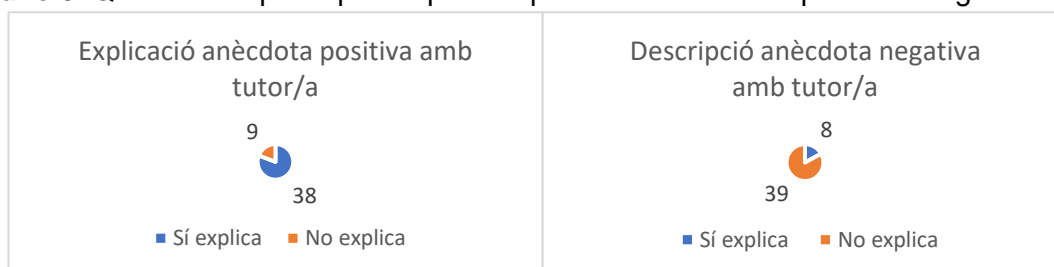 Explicació anècdota positiva amb
tutor/a
9
38
Sí explica No explica
Descripció anècdota negativa
amb tutor/a
8
39
Sí explica No explica